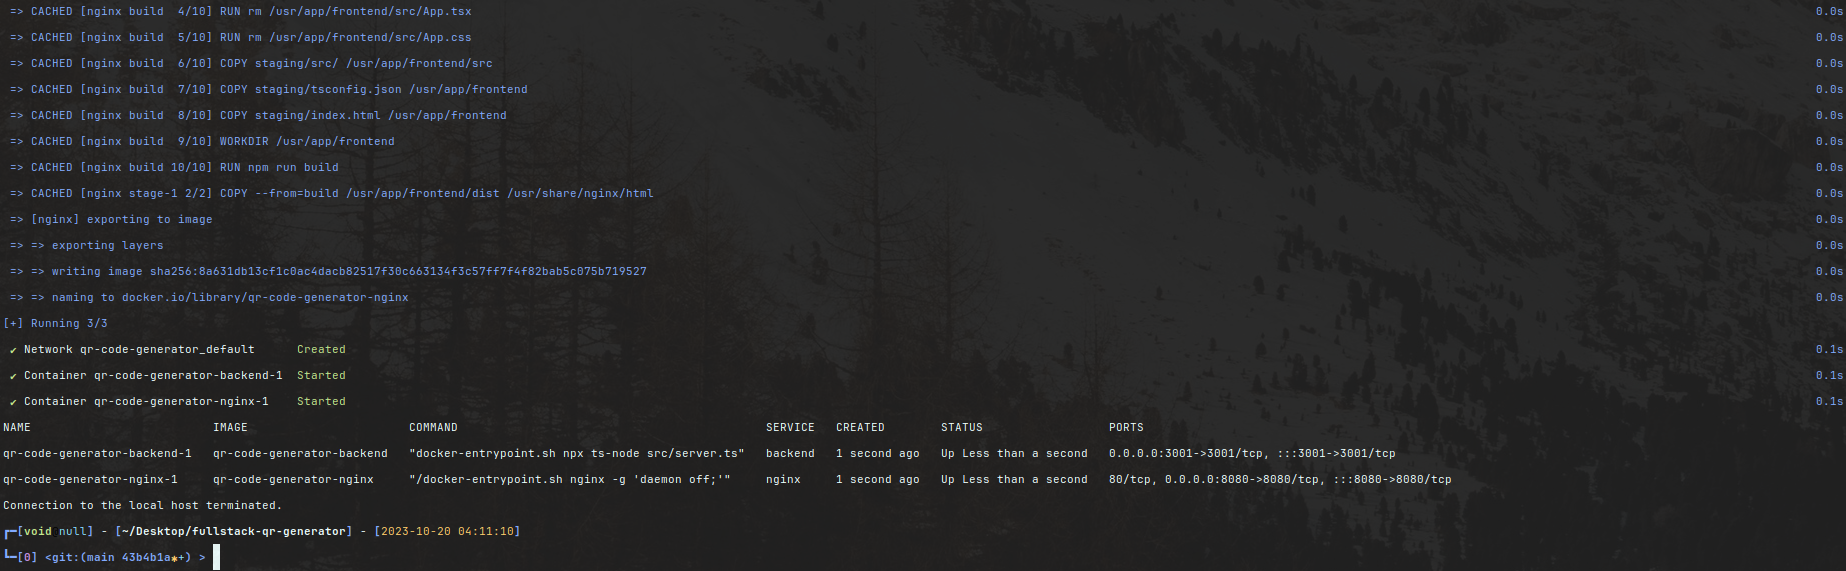 => CACHED [nginx build  4/10] RUN rm /usr/app/frontend/src/App.tsx 0.0s
=> CACHED [nginx build  5/10] RUN rm /usr/app/frontend/src/App.css 0.0s
=> CACHED [nginx build  6/10] COPY staging/src/ /usr/app/frontend/src 0.0s
=> CACHED [nginx build  7/10] COPY staging/tsconfig.json /usr/app/frontend 0.0s
=> CACHED [nginx build  8/10] COPY staging/index.html /usr/app/frontend 0.0s
=> CACHED [nginx build  9/10] WORKDIR /usr/app/frontend 0.0s
=> CACHED [nginx build 10/10] RUN npm run build 0.0s
=> CACHED [nginx stage-1 2/2] COPY --from=build /usr/app/frontend/dist /usr/share/nginx/html 0.0s
=> [nginx] exporting to image 0.0s
=> => exporting layers 0.0s
=> => writing image sha256:8a631db13cf1c0ac4dacb82517f30c663134f3c57ff7f4f82bab5c075b719527 0.0s
=> => naming to docker.io/library/qr-code-generator-nginx 0.0s
[+] Running 3/3
✔ Network qr-code-generator_default Created 0.1s
✔ Container qr-code-generator-backend-1 Started 0.1s
✔ Container qr-code-generator-nginx-1 Started 0.1s
NAME IMAGE COMMAND SERVICE CREATED STATUS PORTS
qr-code-generator-backend-1 qr-code-generator-backend "docker-entrypoint.sh npx ts-node src/server.ts" backend 1 second ago Up Less than a second 0.0.0.0:3001->3001/tcp, :::3001->3001/tcp
qr-code-generator-nginx-1 qr-code-generator-nginx "/docker-entrypoint.sh nginx -g 'daemon off;'" nginx 1 second ago Up Less than a second 80/tcp, 0.0.0.0:8080->8080/tcp, :::8080->8080/tcp
Connection to the local host terminated.
┏━[void null] - [~/Desktop/fullstack-qr-generator] - [2023-10-20 04:11:10]
┗━[0] <git:(main 43b4b1a✱+) >